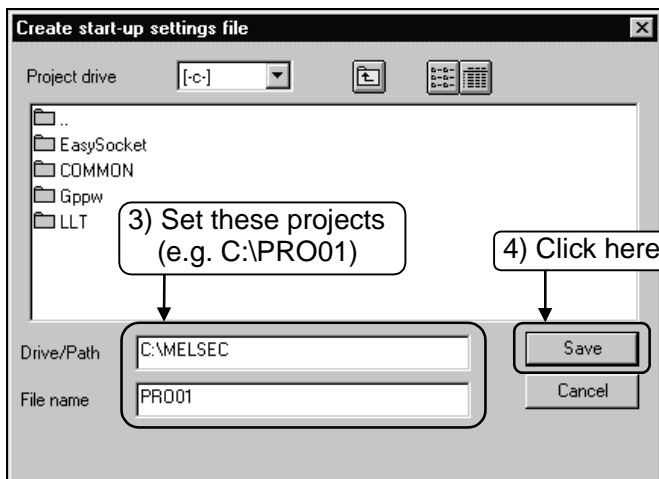 Create start-up settings file
Project drive
[-c-]
..
EasySocket
COMMON
Gppw
LLT
3) Set these projects
(e.g. C:\PRO01)
4) Click here
Drive/Path
C:\MELSEC
Save
File name
PRO01
Cancel